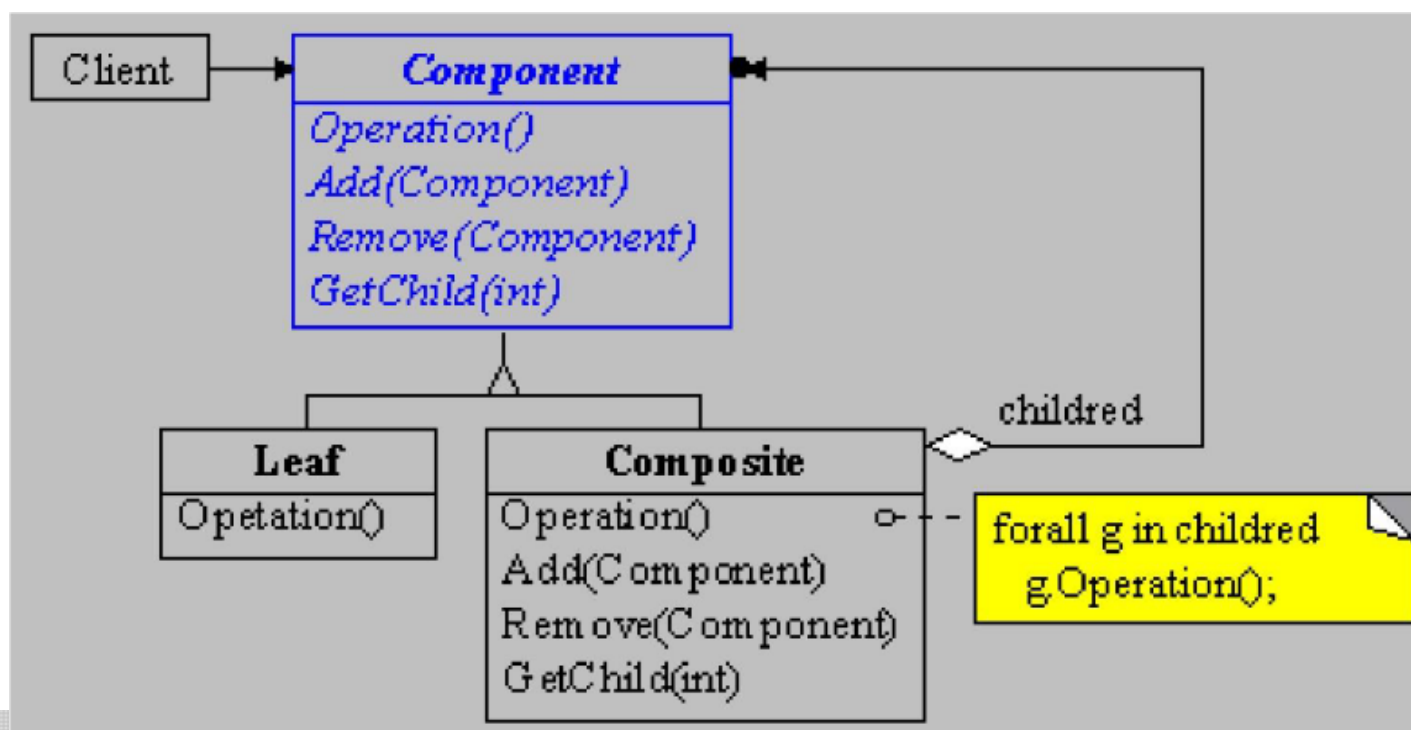 Client
Component
Operation()
Add(Component)
Remove(Component)
GetChild(int)
childred
Leaf
Opetation()
Composite
Operation()
Add(Component)
Remove(Component)
GetChild(int)
forall g in childred
g.Operation();